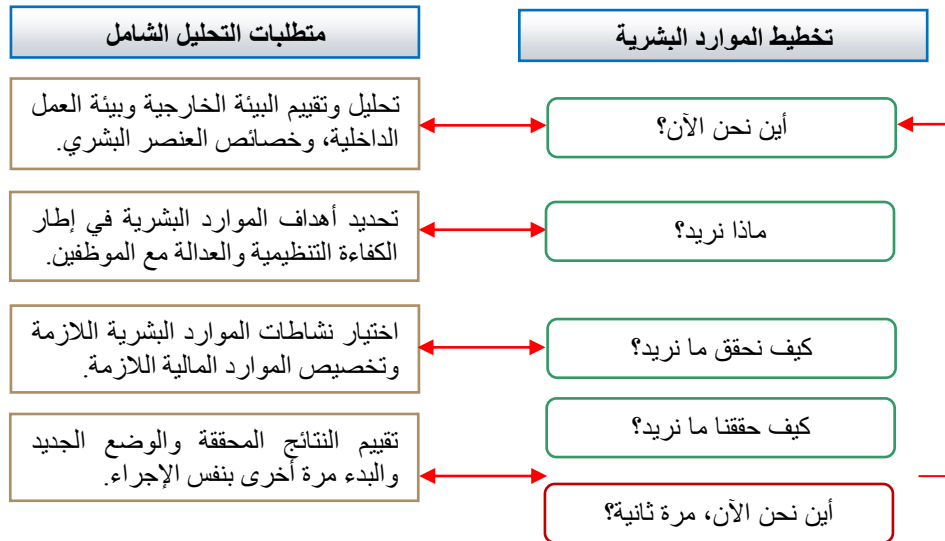 تخطيط الموارد البشرية
متطلبات التحليل الشامل
أين نحن الآن؟
تحليل وتقييم البيئة الخارجية وبيئة العمل
الداخلية، وخصائص العنصر البشري.
ماذا نريد؟
تحديد أهداف الموارد البشرية في إطار
الكفاءة التنظيمية والعدالة مع الموظفين.
كيف نحقق ما نريد؟
اختيار نشاطات الموارد البشرية اللازمة
وتخصيص الموارد المالية اللازمة.
كيف حققنا ما نريد؟
أين نحن الآن، مرة ثانية؟
تقييم النتائج المحققة والوضع الجديد
والبدء مرة أخرى بنفس الإجراء.